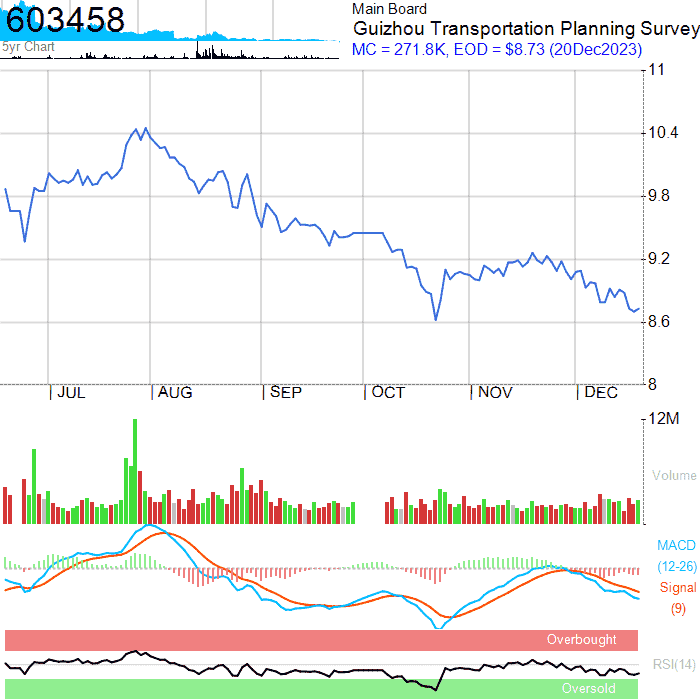 603458
5yr Chart
Main Board
Guizhou Transportation Planning Survey
MC = 271.8K, EOD = $8.73 (20Dec2023)
11
10.4
9.8
9.2
8.6
8
JUL
AUG
SEP
OCT
NOV
DEC
12M
Volume
MACD
(12-26)
Signal
(9)
Overbought
RSI(14)
Oversold